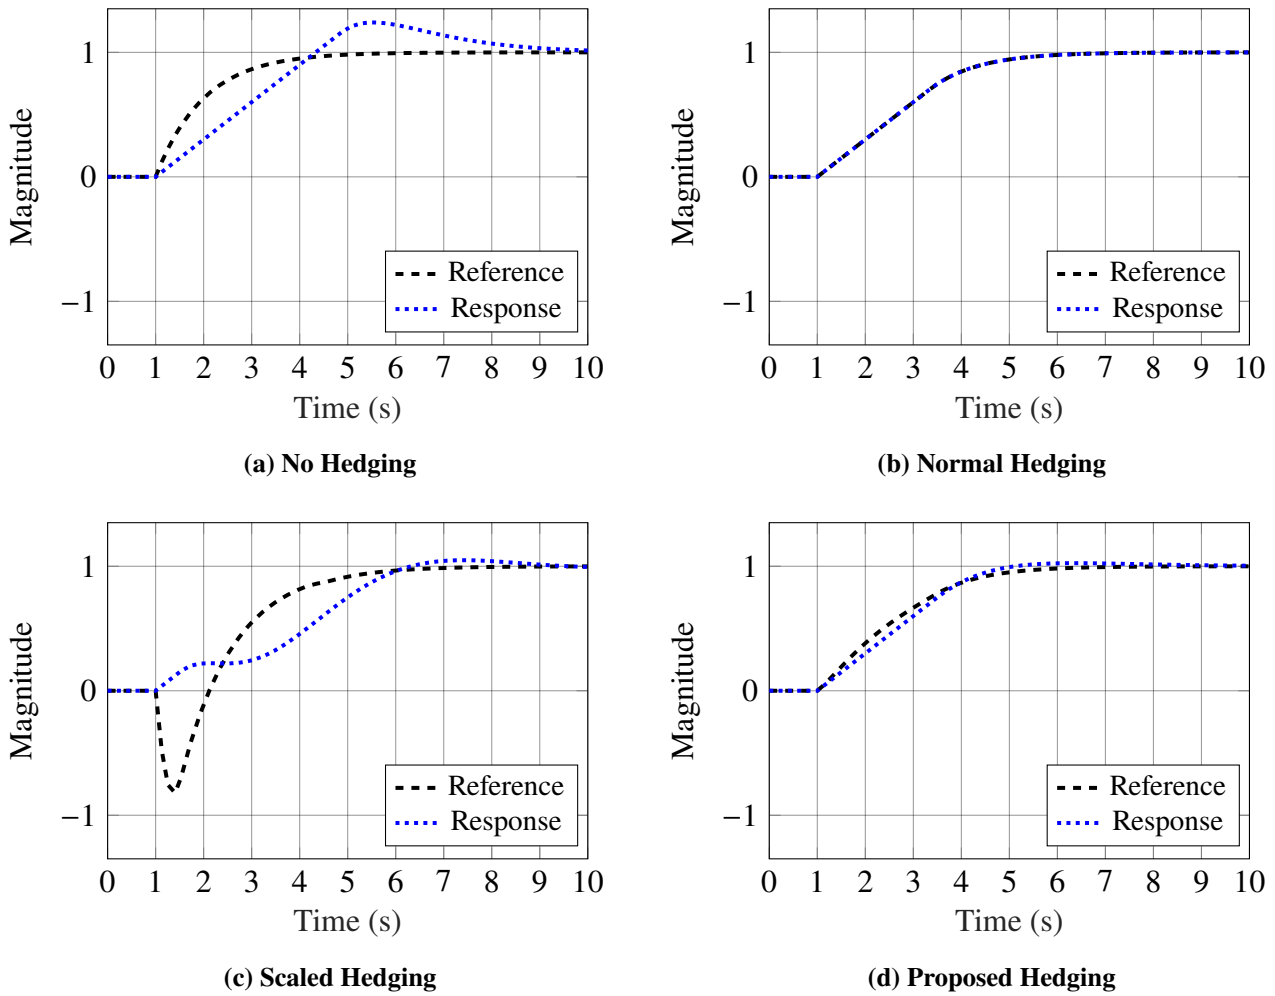 1
0
−1
Magnitude
Reference
Response
0 1 2 3 4 5 6 7 8 9 10
Time (s)
(a) No Hedging
1
0
−1
Magnitude
Reference
Response
0 1 2 3 4 5 6 7 8 9 10
Time (s)
(b) Normal Hedging
1
0
−1
Magnitude
Reference
Response
0 1 2 3 4 5 6 7 8 9 10
Time (s)
(c) Scaled Hedging
1
0
−1
Magnitude
Reference
Response
0 1 2 3 4 5 6 7 8 9 10
Time (s)
(d) Proposed Hedging